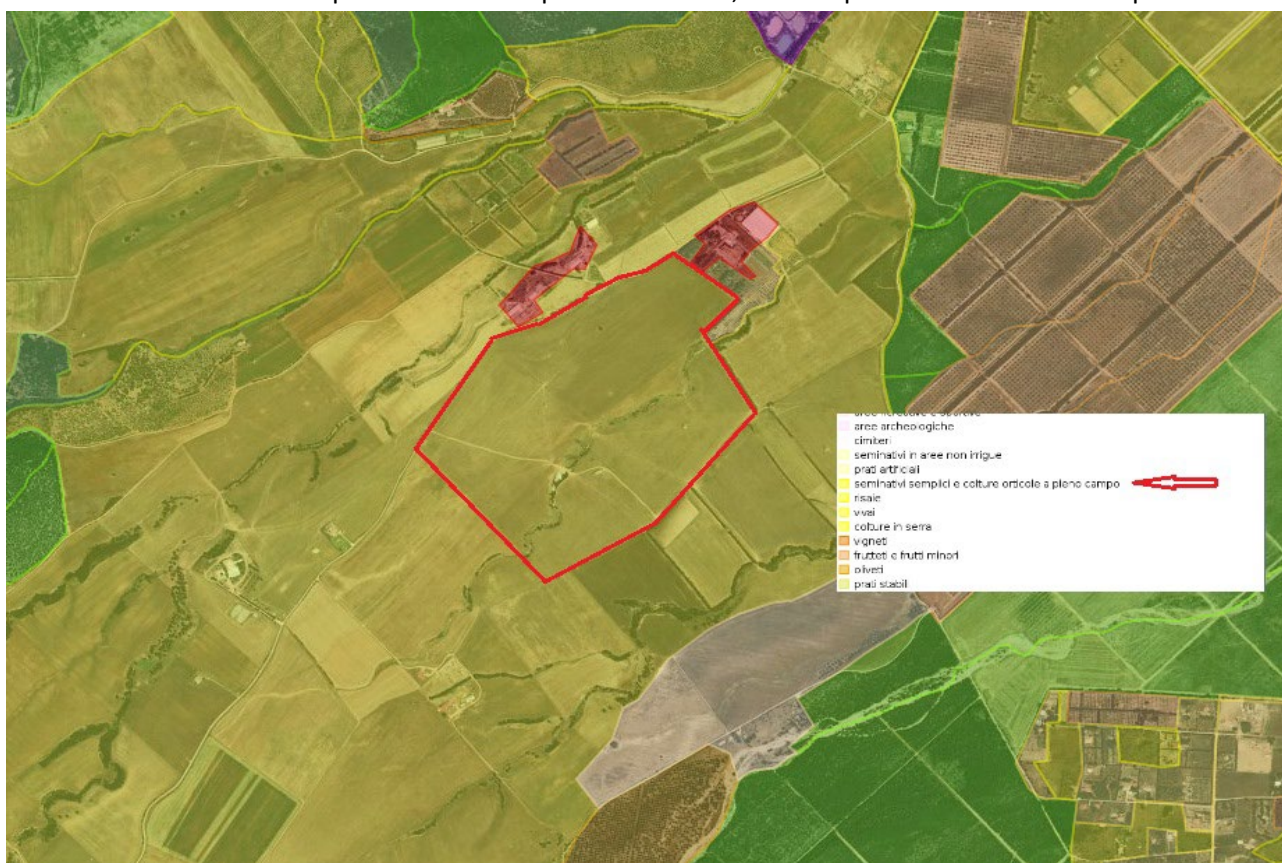 aree archeologiche
cimiteri
seminativi in aree non irrigue
prati artificiali
seminativi semplici e colture orticole a pieno campo
risaie
vivai
colture in serra
vigneti
frutteti e frutti minori
oliveti
prati stabili